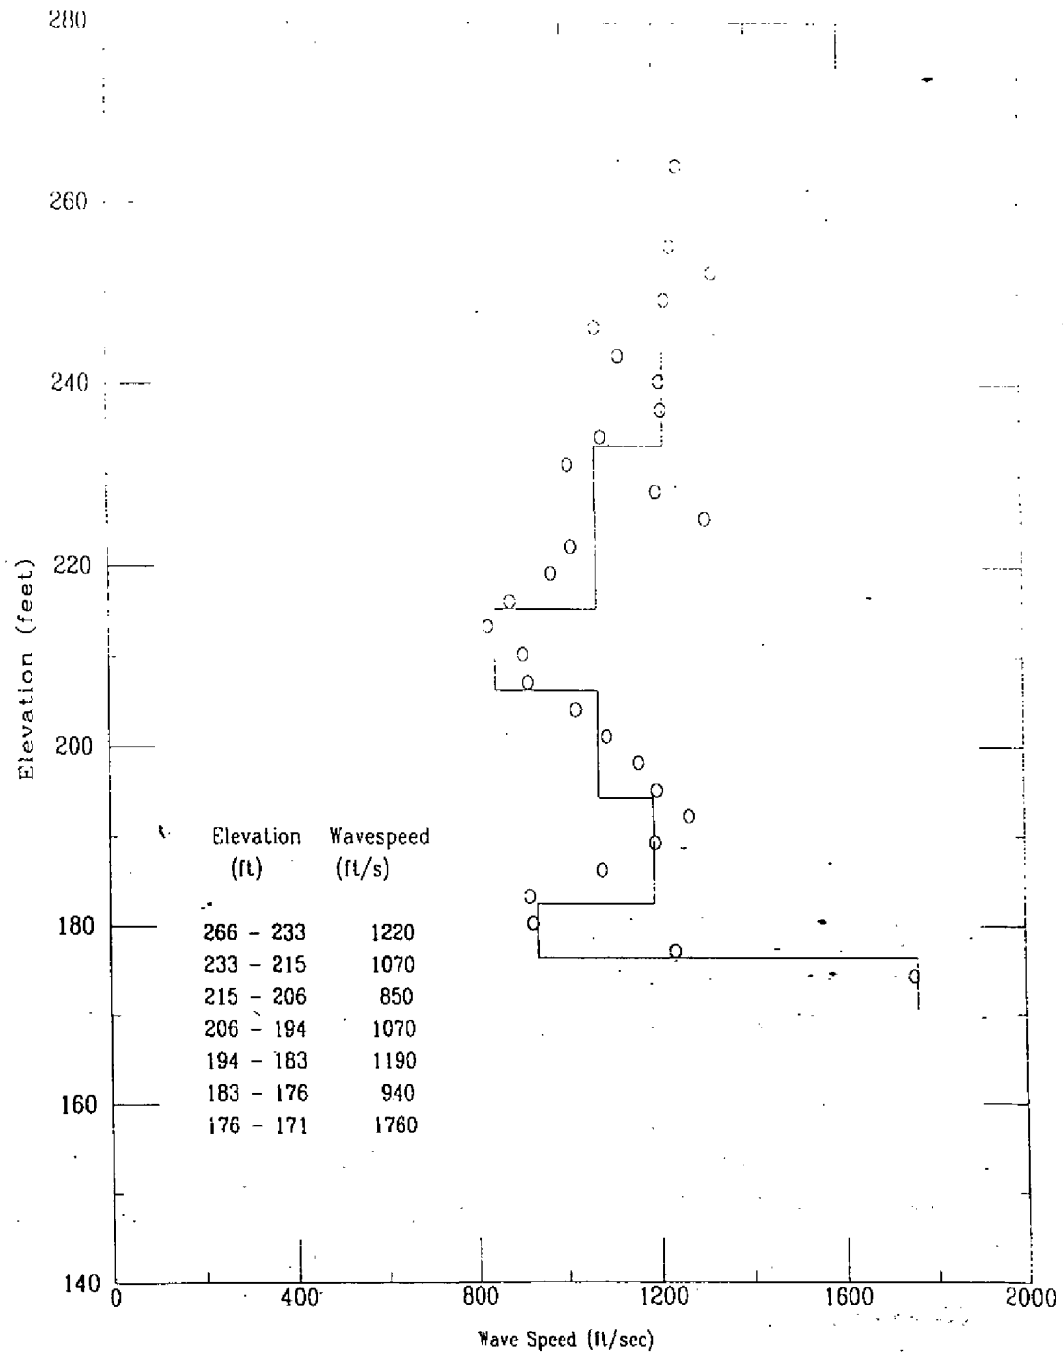 280
260
240
220
200
180
160
140
Elevation (feet)
Elevation Wavespeed
(ft) (ft/s)
266 - 233 1220
233 - 215 1070
215 - 206 850
206 - 194 1070
194 - 183 1190
183 - 176 940
176 - 171 1760
0 400 800 1200 1600 2000
Wave Speed (ft/sec)